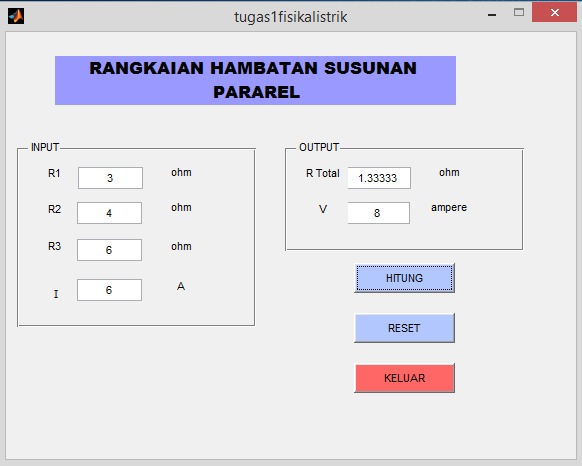 tugas1fisikalistrik
RANGKAIAN HAMBATAN SUSUNAN
PARAREL
INPUT
R1 3 ohm
R2 4 ohm
R3 6 ohm
I 6 A
OUTPUT
R Total 1.33333 ohm
V 8 ampere
HITUNG
RESET
KELUAR